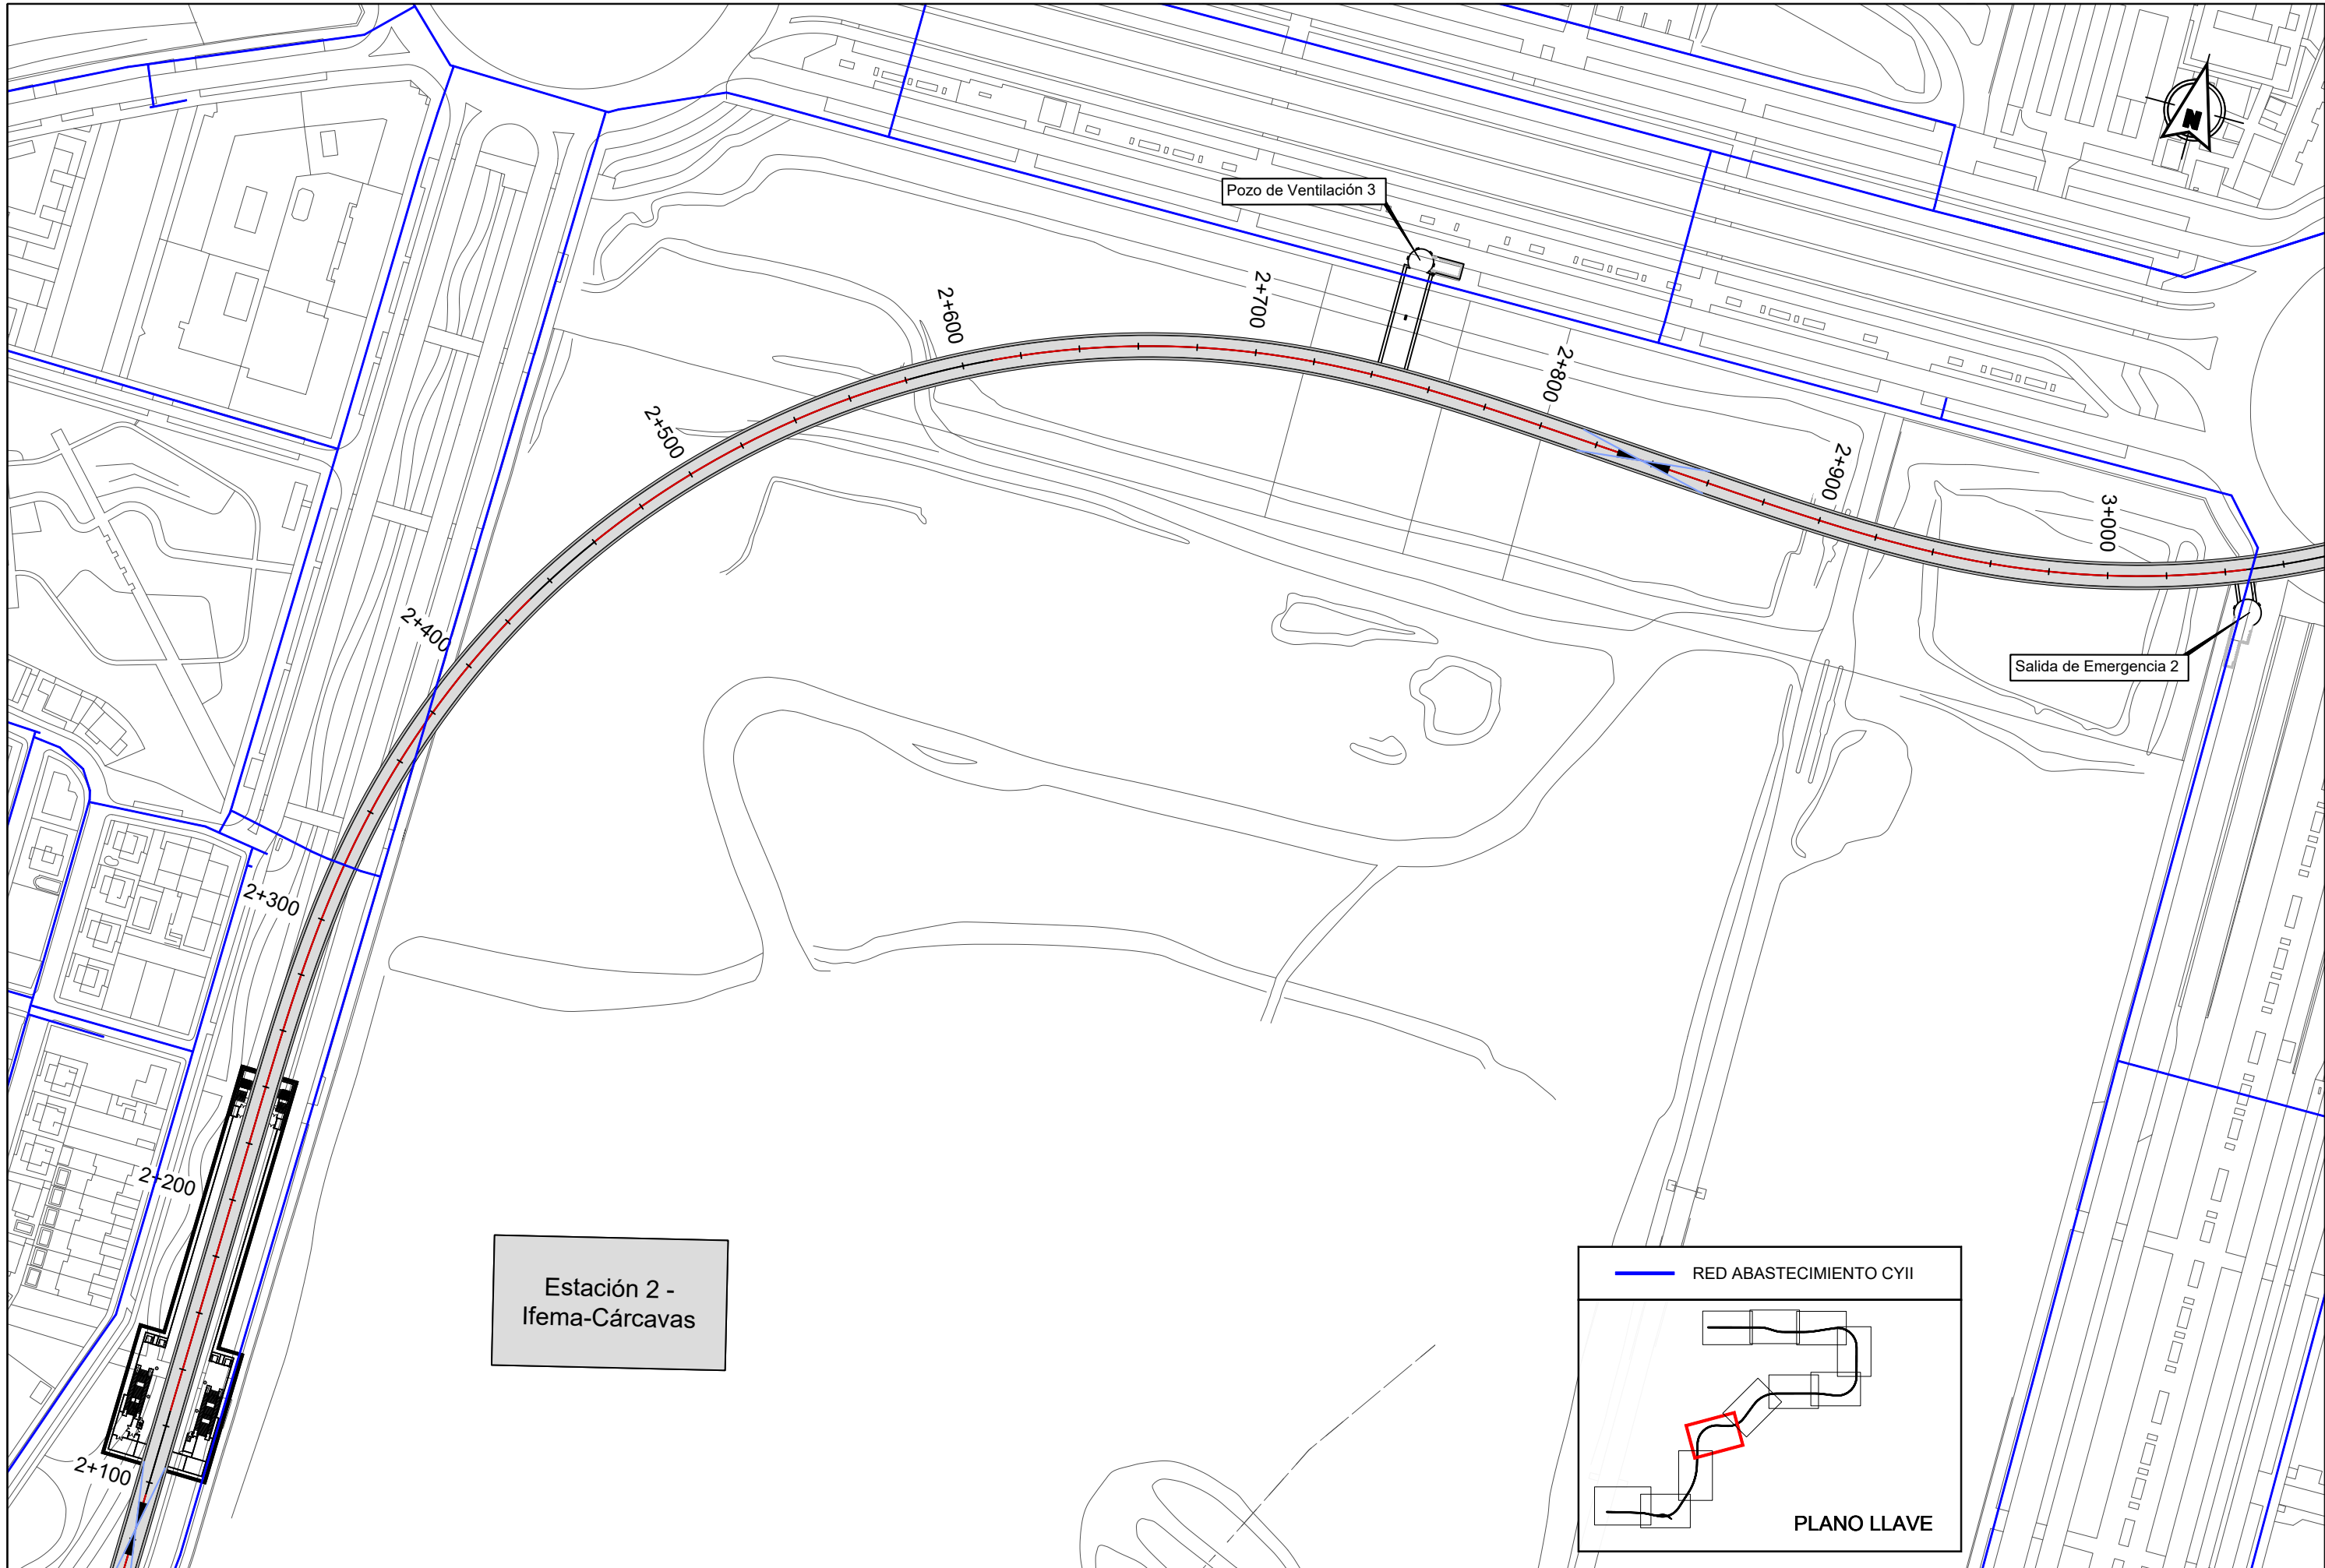 N
Pozo de Ventilación 3
2+700
2+600
2+800
2+500
2+900
3+000
2+400
Salida de Emergencia 2
2+300
2+200
Estación 2 -
Ifema-Cárcavas
RED ABASTECIMIENTO CYII
2+100
PLANO LLAVE